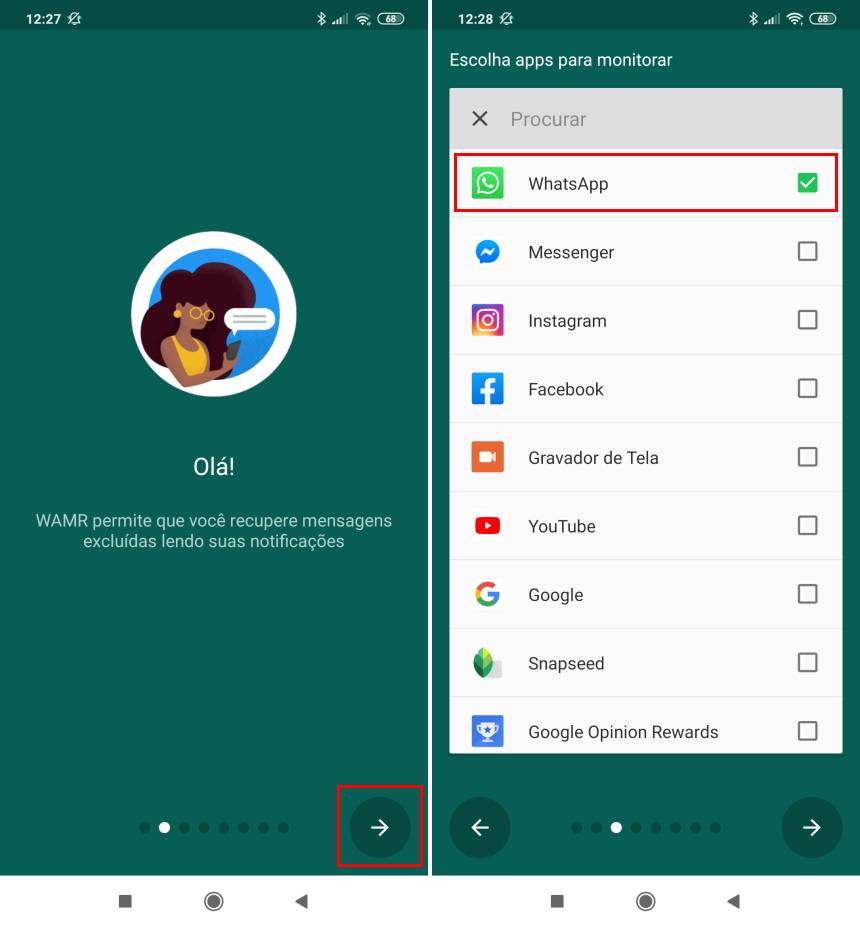 12:27
68
Olá!
WAMR permite que você recupere mensagens
excluídas lendo suas notificações
12:28
68
Escolha apps para monitorar
Procurar
WhatsApp
Messenger
Instagram
Facebook
Gravador de Tela
YouTube
Google
Snapseed
Google Opinion Rewards